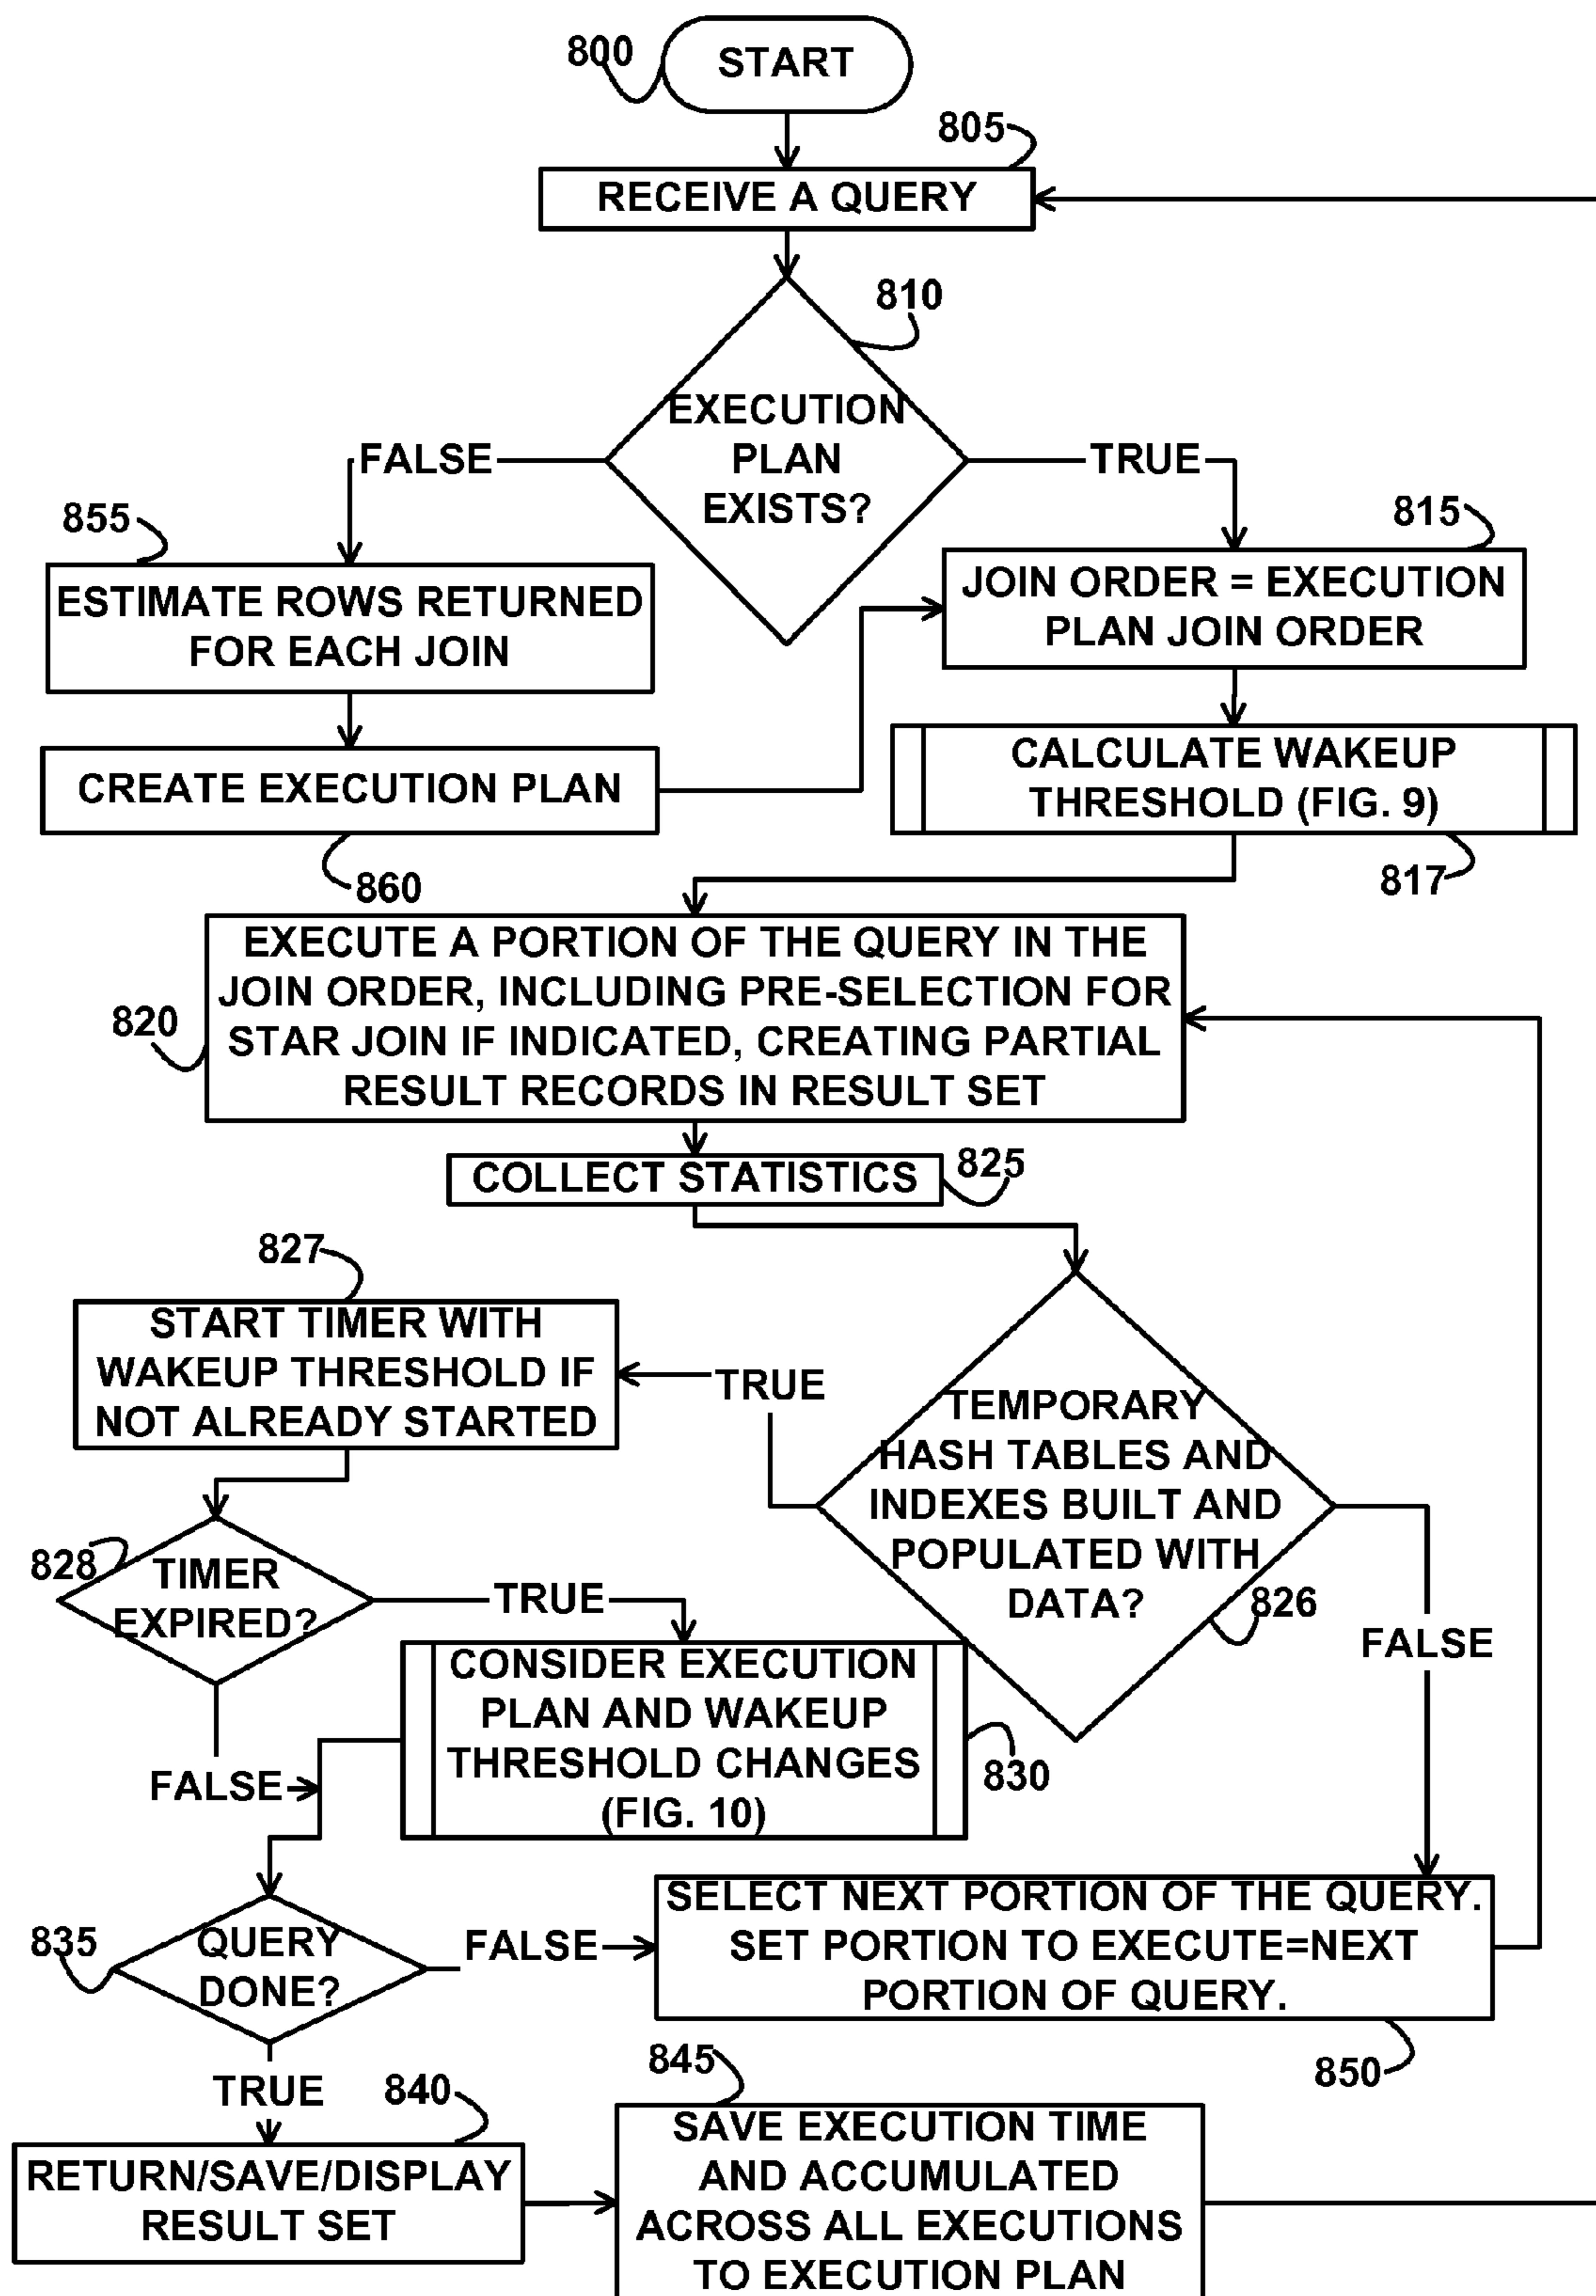 800
START
805
RECEIVE A QUERY
810
EXECUTION
PLAN
EXISTS?
FALSE
TRUE
855
ESTIMATE ROWS RETURNED
FOR EACH JOIN
815
JOIN ORDER = EXECUTION
PLAN JOIN ORDER
CREATE EXECUTION PLAN
860
CALCULATE WAKEUP
THRESHOLD (FIG. 9)
817
820
EXECUTE A PORTION OF THE QUERY IN THE
JOIN ORDER, INCLUDING PRE-SELECTION FOR
STAR JOIN IF INDICATED, CREATING PARTIAL
RESULT RECORDS IN RESULT SET
COLLECT STATISTICS
825
827
START TIMER WITH
WAKEUP THRESHOLD IF
NOT ALREADY STARTED
TRUE
TEMPORARY
HASH TABLES AND
INDEXES BUILT AND
POPULATED WITH
DATA?
826
FALSE
828
TIMER
EXPIRED?
TRUE
FALSE
CONSIDER EXECUTION
PLAN AND WAKEUP
THRESHOLD CHANGES
(FIG. 10)
830
835
QUERY
DONE?
FALSE
SELECT NEXT PORTION OF THE QUERY.
SET PORTION TO EXECUTE=NEXT
PORTION OF QUERY.
850
TRUE
840
RETURN/SAVE/DISPLAY
RESULT SET
845
SAVE EXECUTION TIME
AND ACCUMULATED
ACROSS ALL EXECUTIONS
TO EXECUTION PLAN